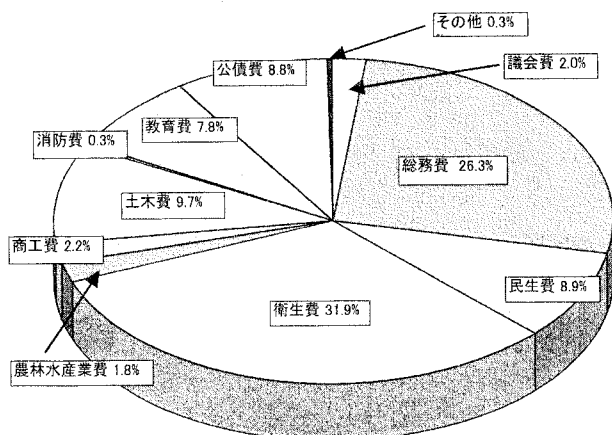 その他 0.3%
議会費 2.0%
公債費 8.8%
教育費 7.8%
消防費 0.3%
総務費 26.3%
土木費 9.7%
商工費 2.2%
民生費 8.9%
衛生費 31.9%
農林水産業費 1.8%